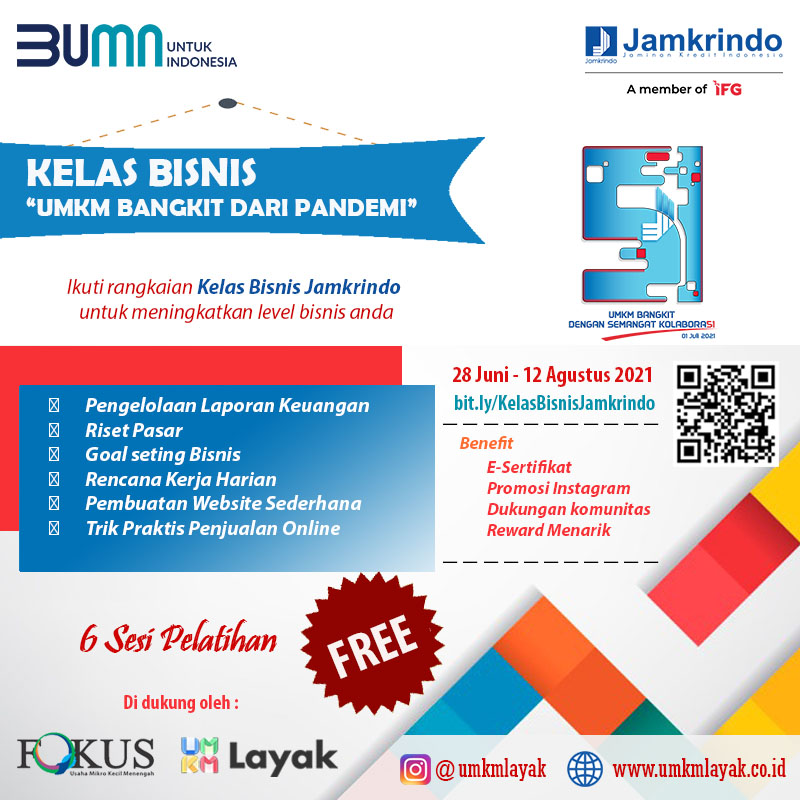 BUMN UNTUK
INDONESIA
Jamkrindo
Jamkrindo
Jaminan Kredit Indonesia
A member of IFG
KELAS BISNIS
“UMKM BANGKIT DARI PANDEMI”
Ikuti rangkaian Kelas Bisnis Jamkrindo
untuk meningkatkan level bisnis anda
UMKM BANGKIT
DENGAN SEMANGAT KOLABORASI
01 Juli 2021
28 Juni - 12 Agustus 2021
bit.ly/KelasBisnisJamkrindo
Pengelolaan Laporan Keuangan
Riset Pasar
Goal seting Bisnis
Rencana Kerja Harian
Pembuatan Website Sederhana
Trik Praktis Penjualan Online
Benefit
E-Sertifikat
Promosi Instagram
Dukungan komunitas
Reward Menarik
6 Sesi Pelatihan
FREE
Di dukung oleh :
FOKUS
Usaha Mikro Kecil Menengah
UMKM Layak
@umkmlayak
www.umkmlayak.co.id